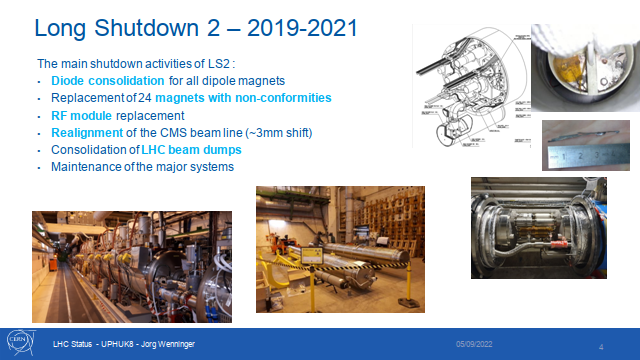 Long Shutdown 2 – 2019-2021
The main shutdown activities of LS2 :
• Diode consolidation for all dipole magnets
• Replacement of 24 magnets with non-conformities
• RF module replacement
• Realignment of the CMS beam line (~3mm shift)
• Consolidation of LHC beam dumps
• Maintenance of the major systems
CERN
LHC Status - UPHUK8 - Jorg Wenninger
05/09/2022
4